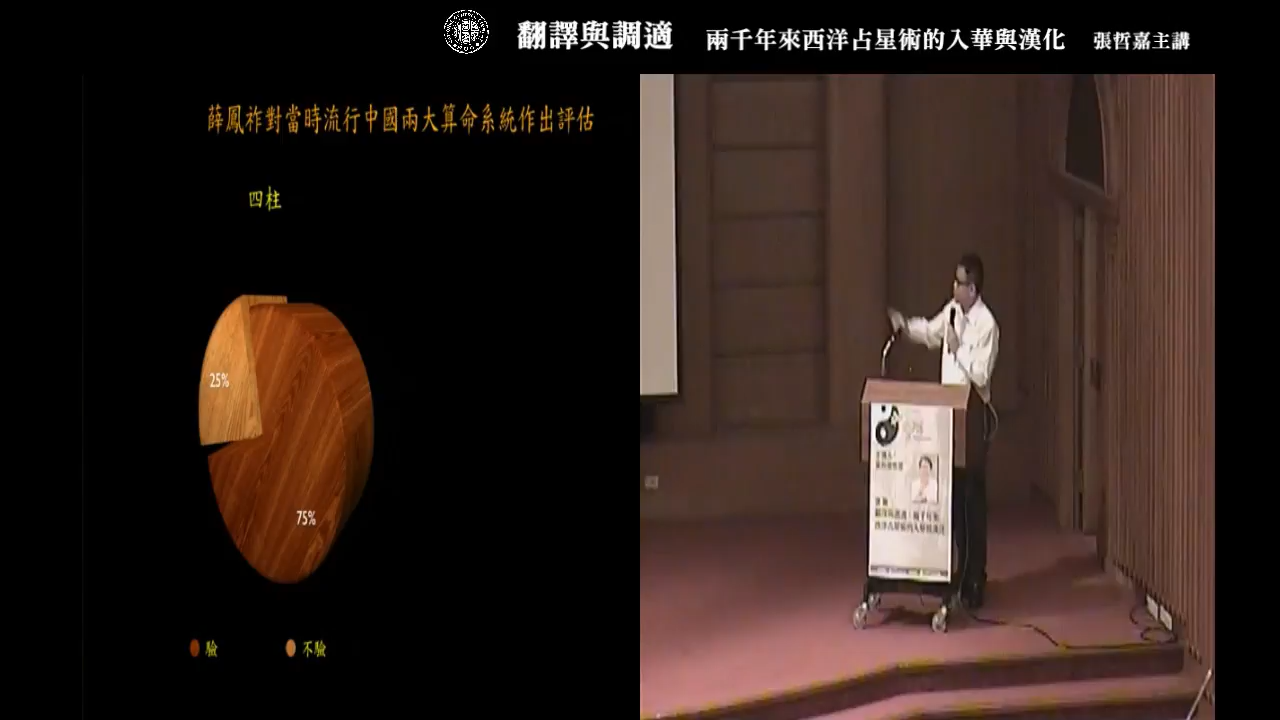 翻譯與調適 兩千年來西洋占星術的入華與漢化 張哲嘉主講
薛鳳祚對當時流行中國兩大算命系統作出評估
四柱
25%
75%
驗 不驗